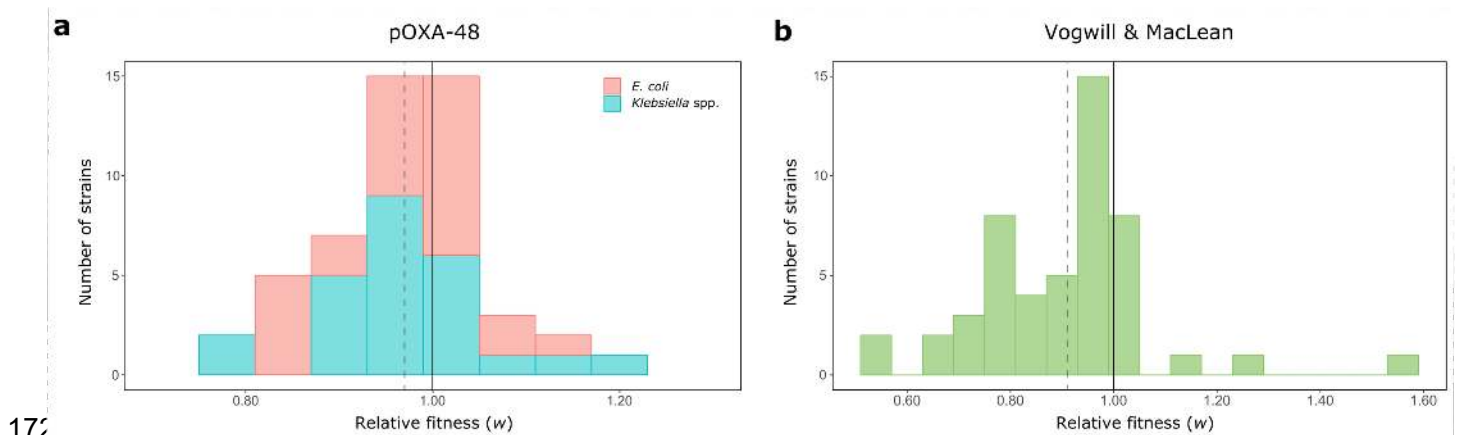 a
pOXA-48
Number of strains
15
10
5
0
0.80
1.00
1.20
Relative fitness (w)
E. coli
Klebsiella spp.
b
Vogwill & MacLean
Number of strains
15
10
5
0
0.60
0.80
1.00
1.20
1.40
1.60
Relative fitness (w)